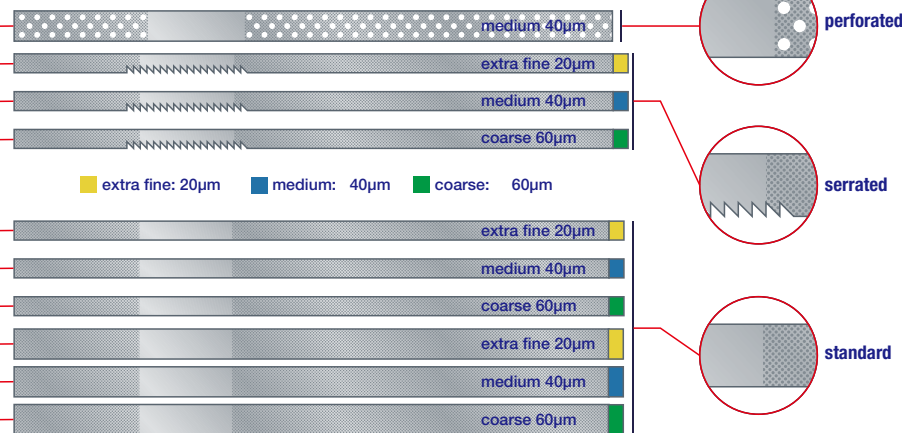 medium 40µm
perforated
extra fine 20µm
medium 40µm
coarse 60µm
extra fine: 20µm medium: 40µm coarse: 60µm
serrated
extra fine 20µm
medium 40µm
coarse 60µm
extra fine 20µm
standard
medium 40µm
coarse 60µm